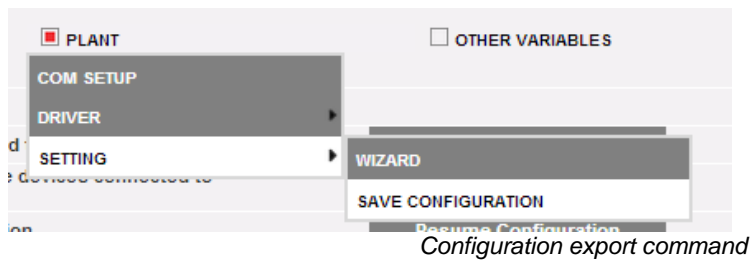 PLANT
OTHER VARIABLES
COM SETUP
DRIVER
SETTING
WIZARD
SAVE CONFIGURATION
Resume Configuration
Configuration export command